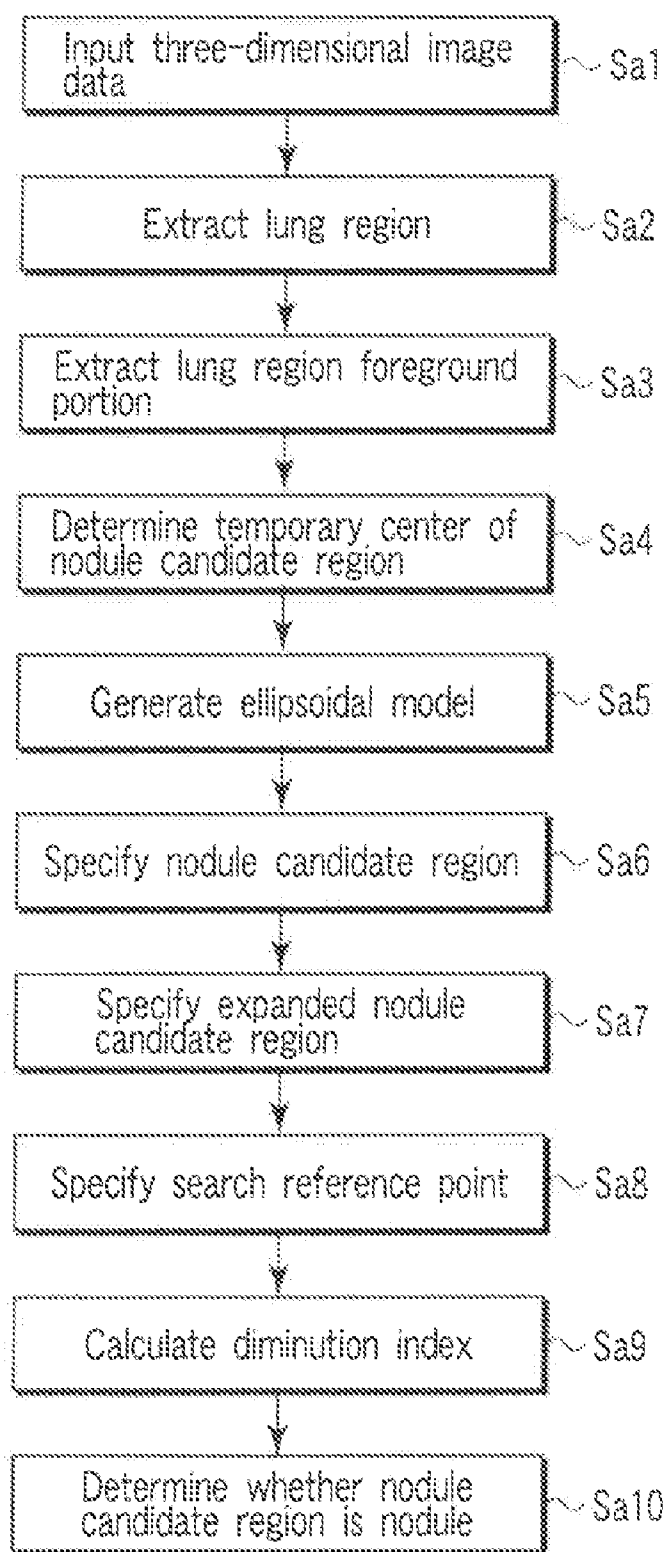 Input three-dimensional image
data
Sa1
Extract lung region
Sa2
Extract lung region foreground
portion
Sa3
Determine temporary center of
nodule candidate region
Sa4
Generate ellipsoidal model
Sa5
Specify nodule candidate region
Sa6
Specify expanded nodule
candidate region
Sa7
Specify search reference point
Sa8
Calculate diminution index
Sa9
Determine whether nodule
candidate region is nodule
Sa10